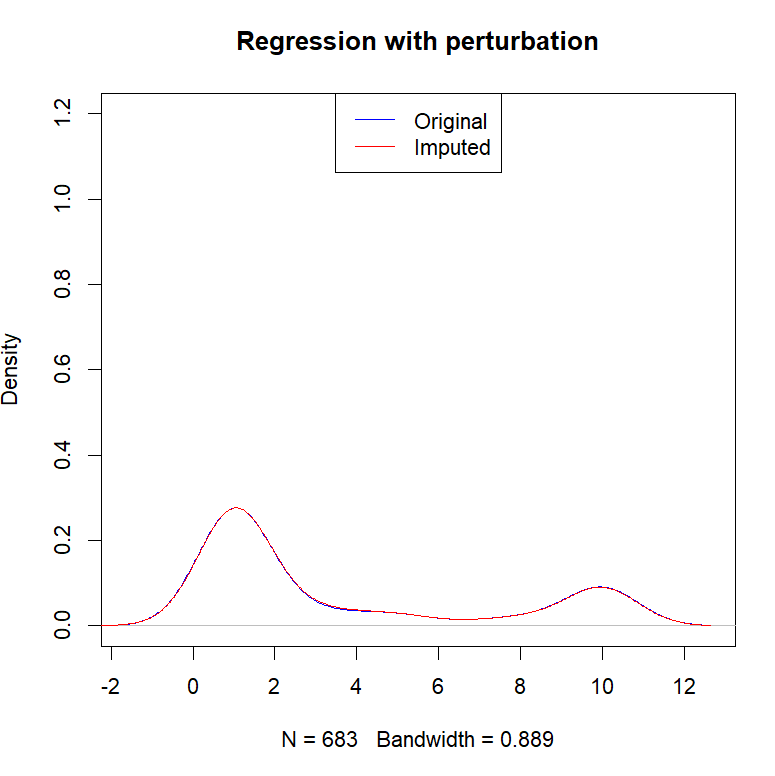 Regression with perturbation
Original
Imputed
Density
1.2
1.0
0.8
0.6
0.4
0.2
0.0
-2 0 2 4 6 8 10 12
N = 683 Bandwidth = 0.889